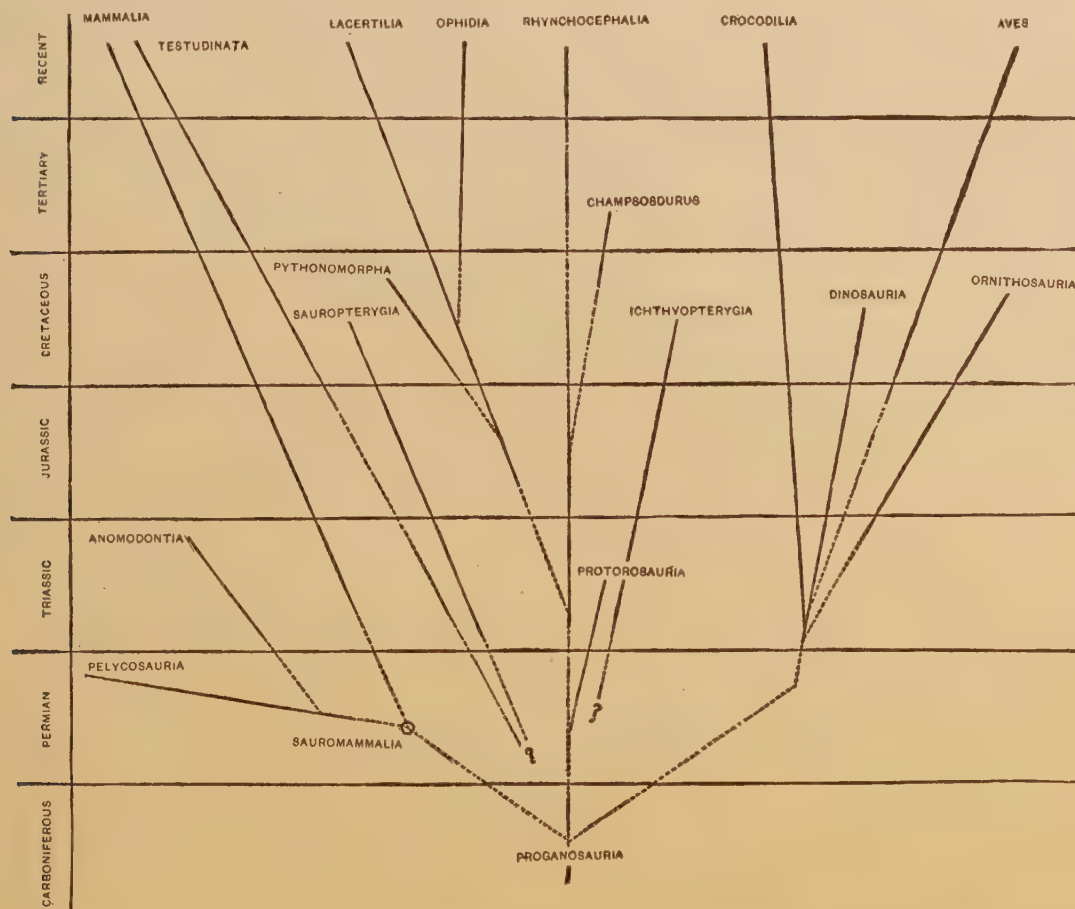 MAMMALIA
TESTUDINATA
LACERTILIA
OPHIDIA
RHYNCHOCEPHALIA
CROCODILIA
AVES
RECENT
TERTIARY
CHAMPSOSDURUS
CRETACEOUS
PYTHONOMORPHA
SAUROPTERYGIA
ICHTHYOPTERYGIA
DINOSAURIA
ORNITHOSAURIA
JURASSIC
TRIASSIC
ANOMODONTIA
PROTOROSAURIA
PERMIAN
PELYCOSAURIA
SAUROMAMMALIA
?
?
CARBONIFEROUS
PROGANOSAURIA